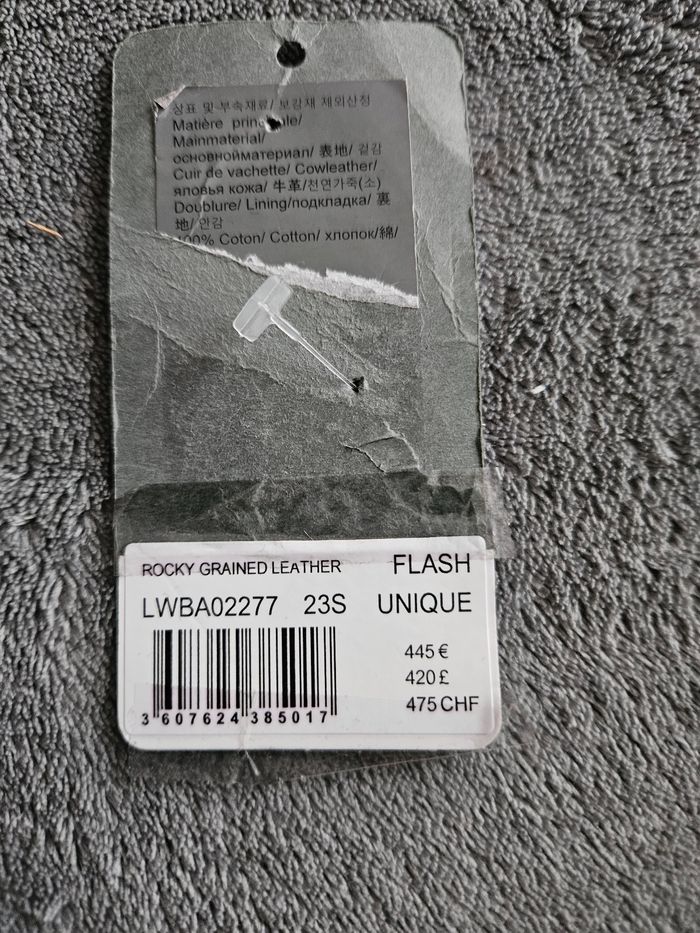 상표 및 부속재료/ 보강재 제외산정
Matière principale/
Mainmaterial/
основнойматериал/ 表地/ 겉감
Cuir de vachette/ Cowleather/
яловья кожа/ 牛革/천연가죽(소)
Doublure/ Lining/подкладка/ 裏
地/ 안감
100% Coton/ Cotton/ хлопок/綿/
ROCKY GRAINED LEATHER FLASH
LWBA02277 23S UNIQUE
445 €
420 £
475 CHF
3 607624 385017